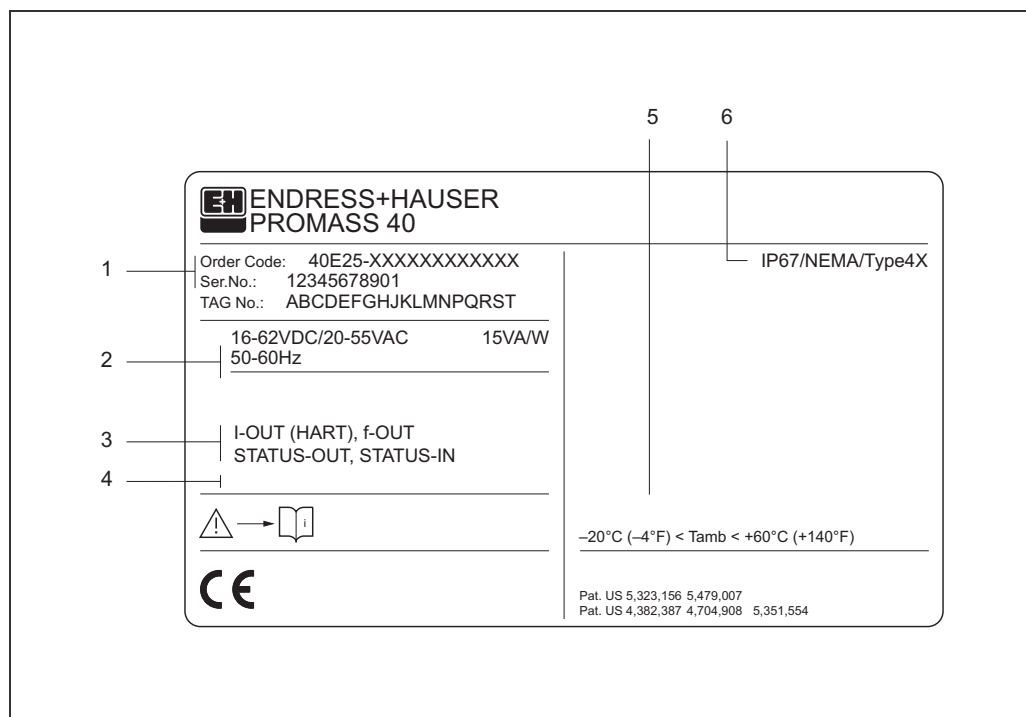 5 6
E+H ENDRESS+HAUSER
PROMASS 40
1 Order Code: 40E25-XXXXXXXXXXXX
Ser.No.: 12345678901
TAG No.: ABCDEFGHJKLMNPQRST
IP67/NEMA/Type4X
2 16-62VDC/20-55VAC 15VA/W
50-60Hz
3 I-OUT (HART), f-OUT
STATUS-OUT, STATUS-IN
4
i
–20°C (–4°F) < Tamb < +60°C (+140°F)
CE
Pat. US 5,323,156 5,479,007
Pat. US 4,382,387 4,704,908 5,351,554